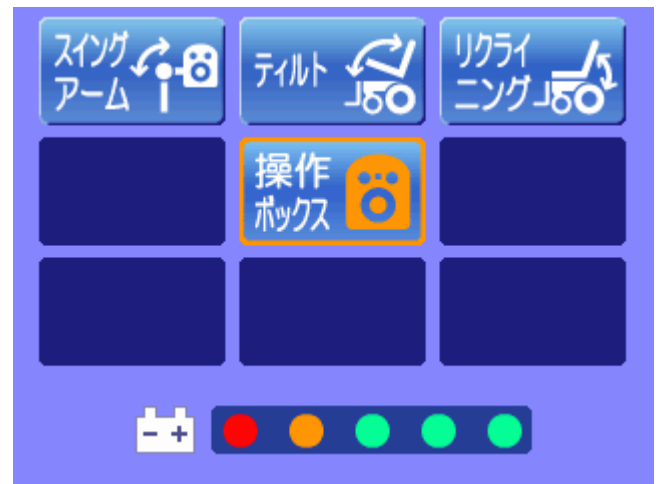 スイング
アーム
ティルト
リクライ
ニング
操作
ボックス